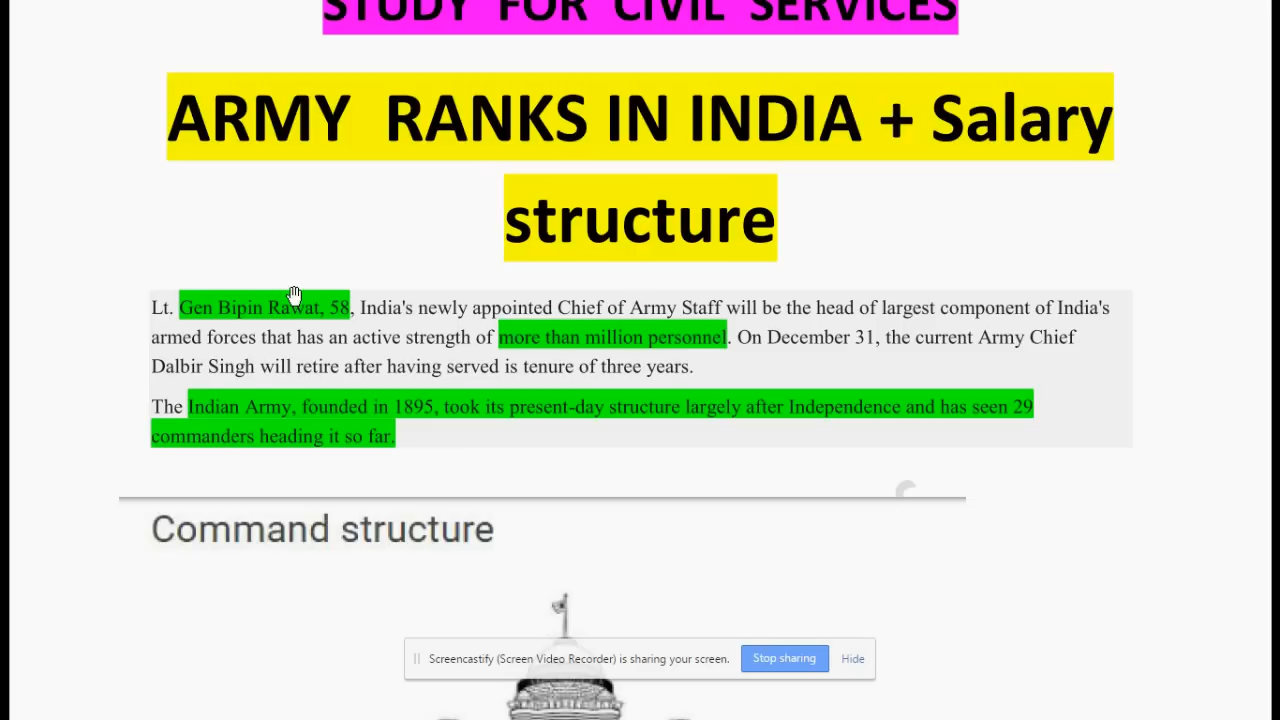 STUDY FOR CIVIL SERVICES
ARMY RANKS IN INDIA + Salary
structure
Lt. Gen Bipin Rawat, 58, India's newly appointed Chief of Army Staff will be the head of largest component of India's
armed forces that has an active strength of more than million personnel. On December 31, the current Army Chief
Dalbir Singh will retire after having served is tenure of three years.
The Indian Army, founded in 1895, took its present-day structure largely after Independence and has seen 29
commanders heading it so far.
Command structure
Screencastify (Screen Video Recorder) is sharing your screen. Stop sharing Hide